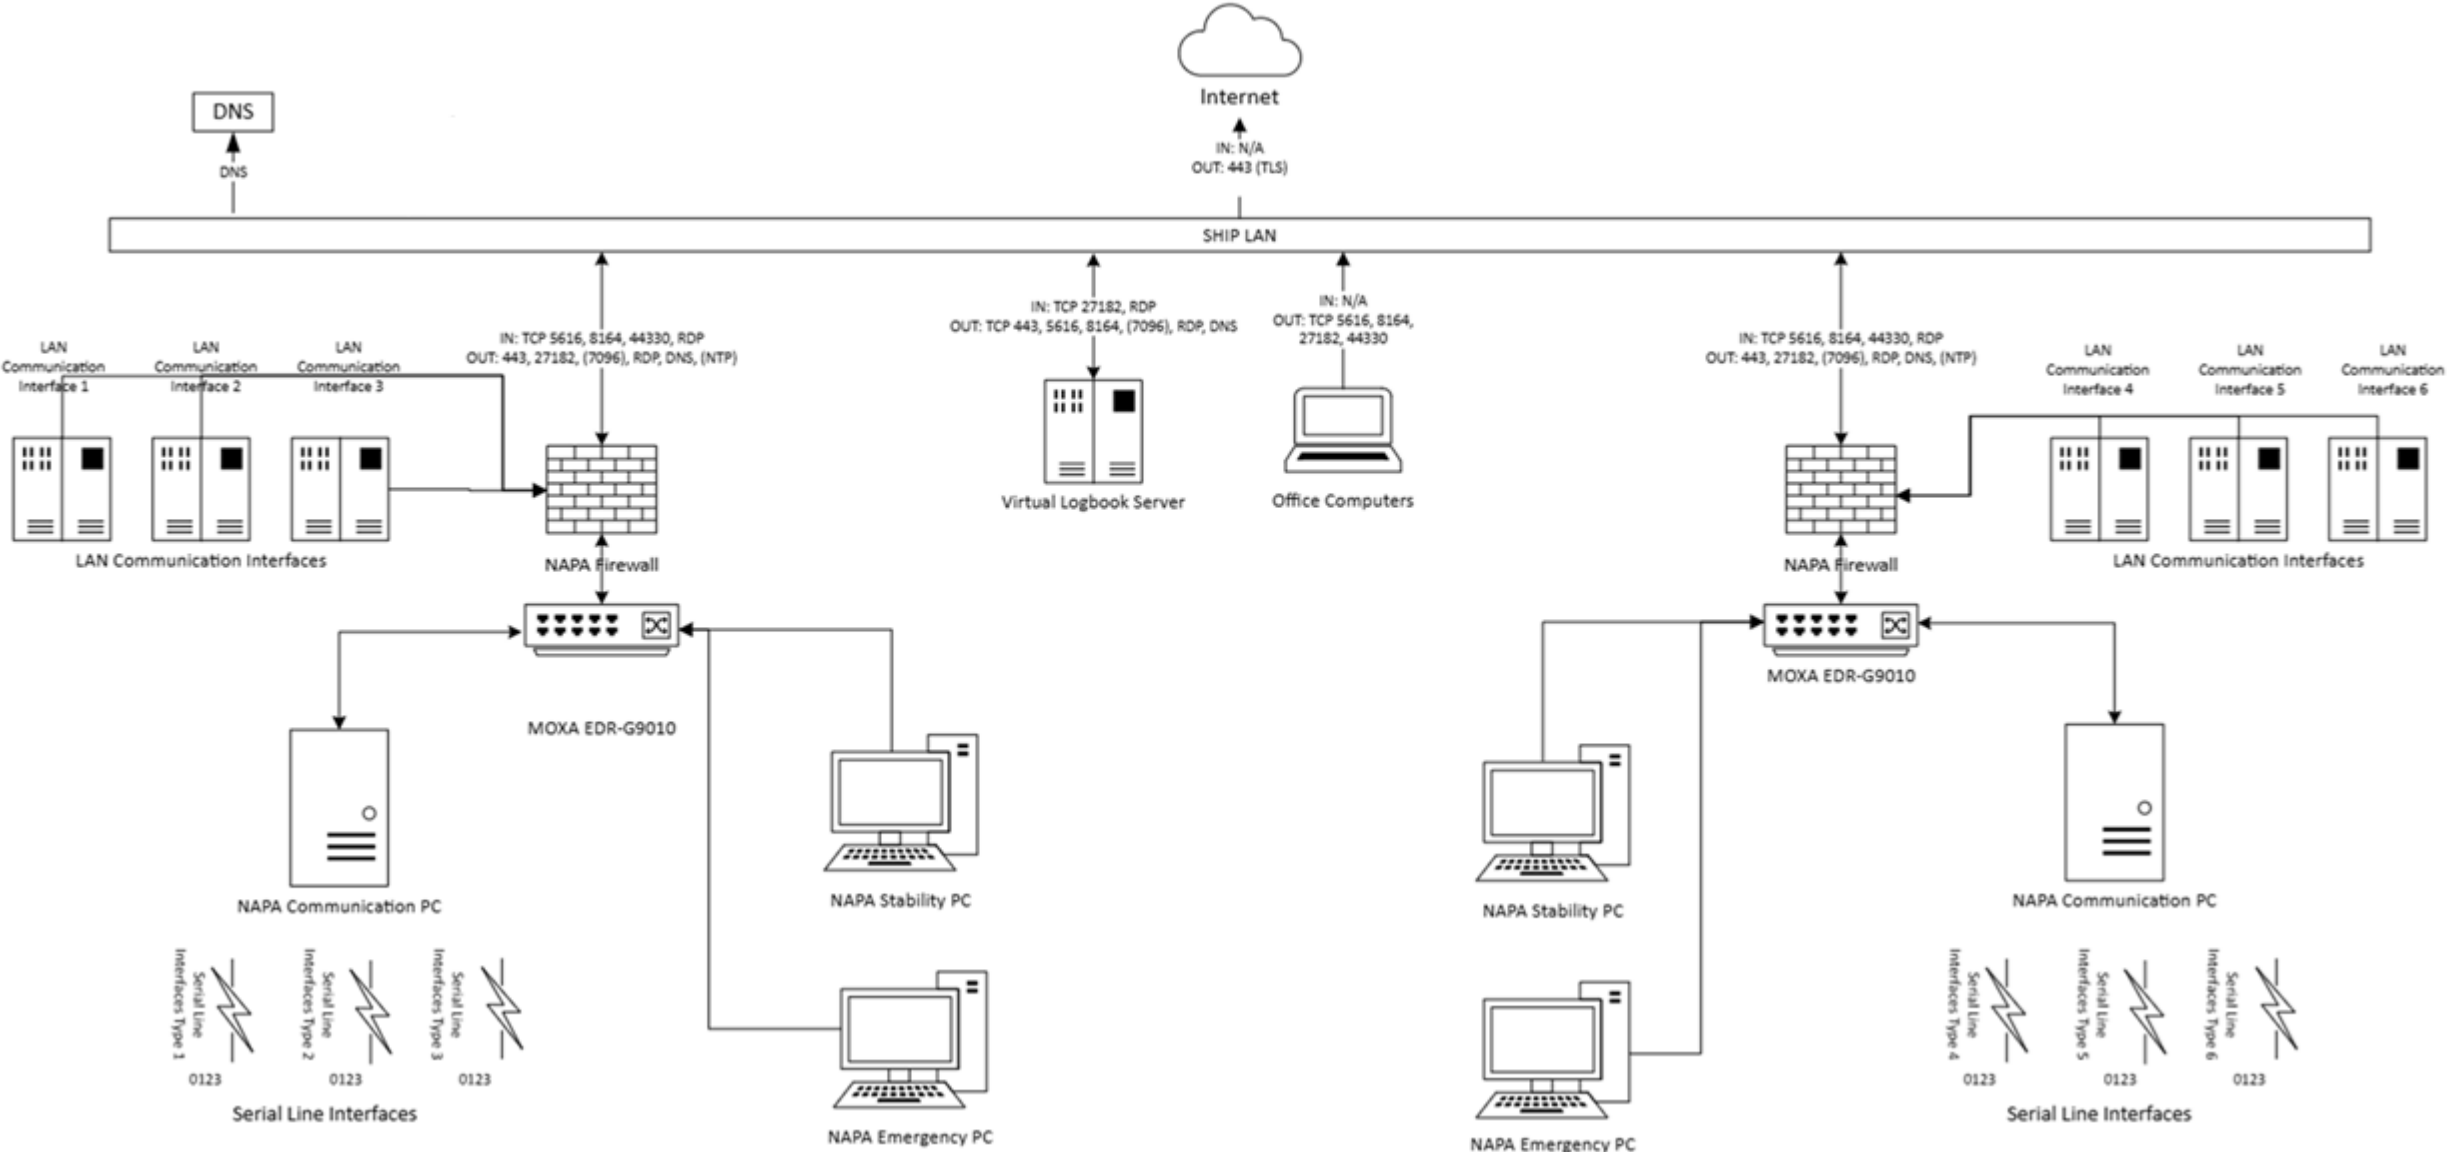 Internet
DNS
DNS
IN: N/A
OUT: 443 (TLS)
SHIP LAN
IN: TCP 5616, 8164, 44330, RDP
OUT: 443, 27182, (7096), RDP, DNS, (NTP)
IN: TCP 27182, RDP
OUT: TCP 443, 5616, 8164, (7096), RDP, DNS
IN: N/A
OUT: TCP 5616, 8164,
27182, 44330
IN: TCP 5616, 8164, 44330, RDP
OUT: 443, 27182, (7096), RDP, DNS, (NTP)
LAN
Communication
Interface 1
LAN
Communication
Interface 2
LAN
Communication
Interface 3
LAN
Communication
Interface 4
LAN
Communication
Interface 5
LAN
Communication
Interface 6
LAN Communication Interfaces
NAPA Firewall
Virtual Logbook Server
Office Computers
NAPA Firewall
LAN Communication Interfaces
MOXA EDR-G9010
MOXA EDR-G9010
NAPA Communication PC
NAPA Stability PC
NAPA Stability PC
NAPA Communication PC
Serial Line
Interfaces Type 1
0123
Serial Line
Interfaces Type 2
0123
Serial Line
Interfaces Type 3
0123
Serial Line Interfaces
NAPA Emergency PC
NAPA Emergency PC
Serial Line
Interfaces Type 4
0123
Serial Line
Interfaces Type 5
0123
Serial Line
Interfaces Type 6
0123
Serial Line Interfaces